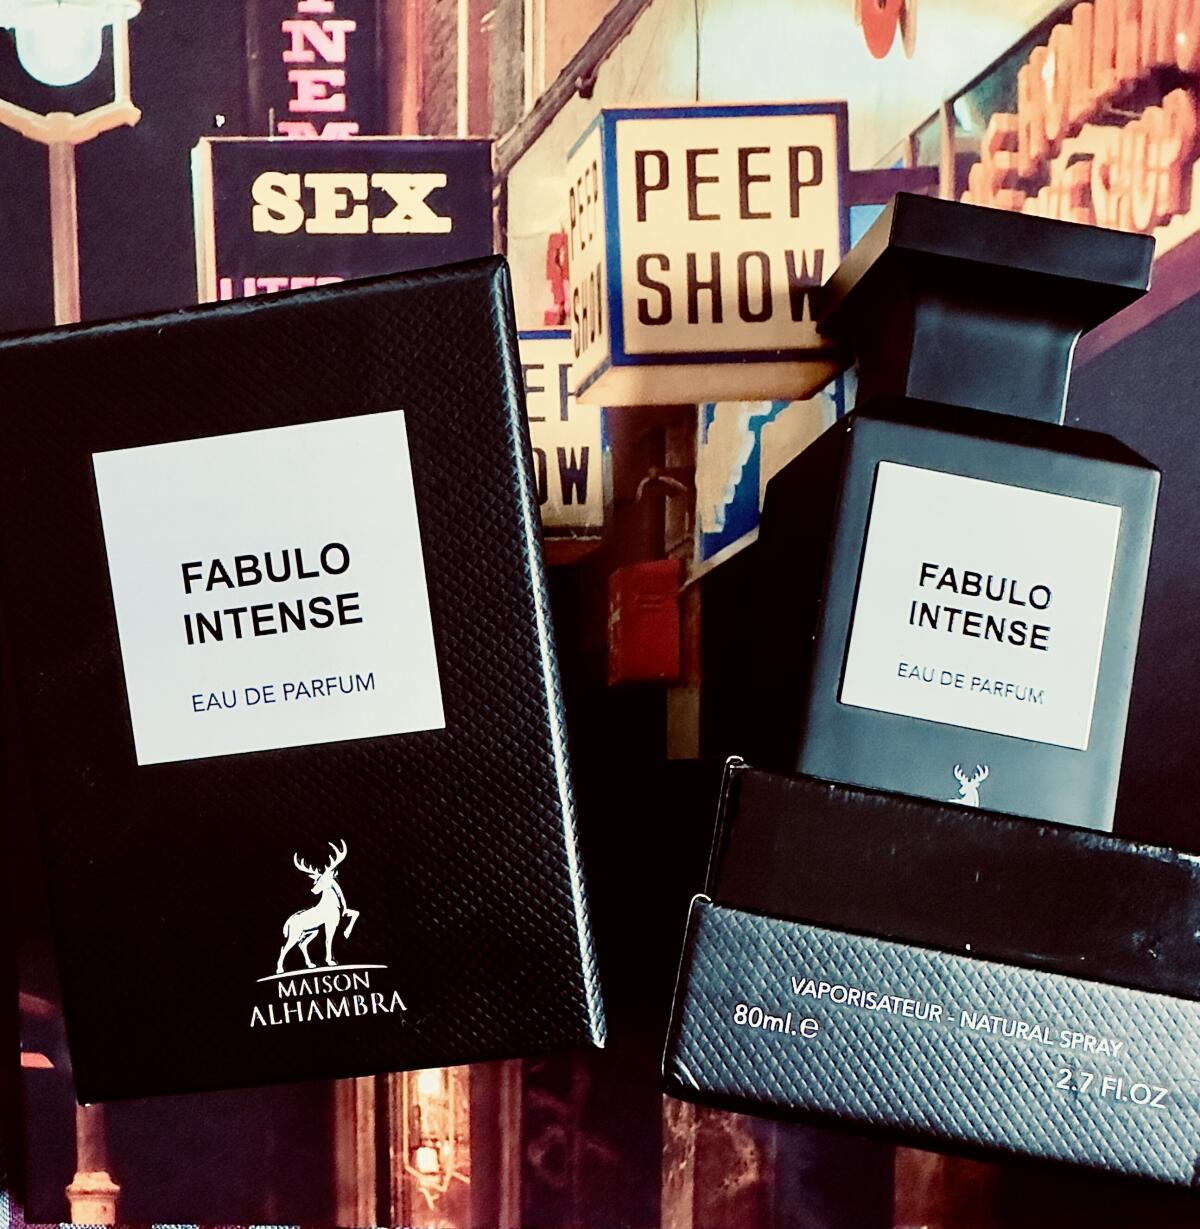 NEM
SEX
PEEP
SHOW
PEEP
SHOW
FABULO
INTENSE
EAU DE PARFUM
MAISON
ALHAMBRA
FABULO
INTENSE
EAU DE PARFUM
VAPORISATEUR - NATURAL SPRAY
80ml.e
2.7 Fl.OZ